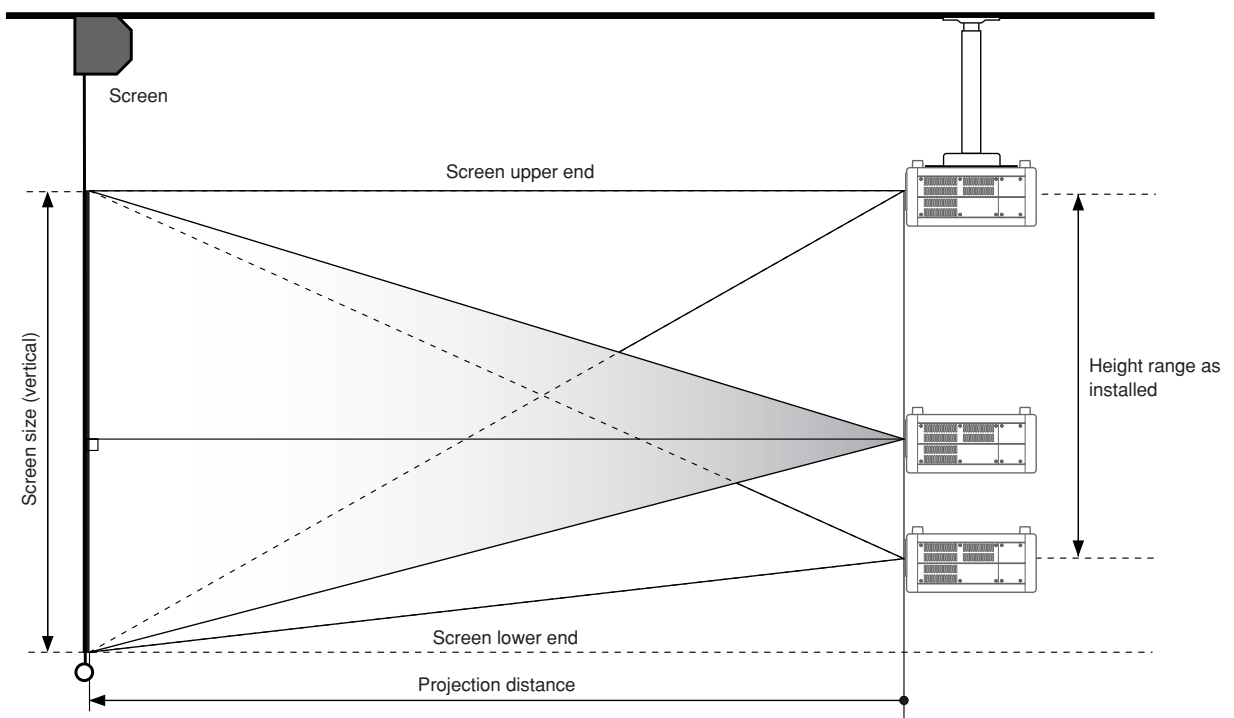 Screen
Screen upper end
Screen size (vertical)
Height range as
installed
Screen lower end
Projection distance